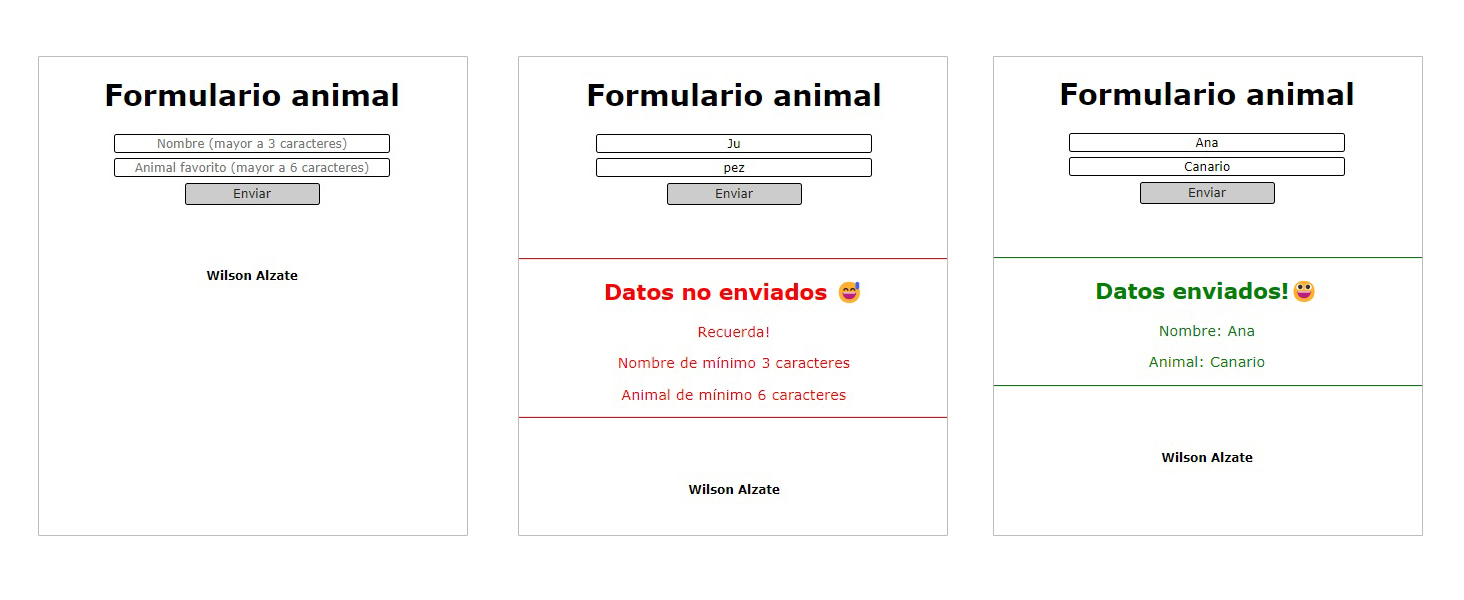 Formulario animal
Nombre (mayor a 3 caracteres)
Animal favorito (mayor a 6 caracteres)
Enviar
Wilson Alzate
Formulario animal
Ju
pez
Enviar
Datos no enviados 😅
Recuerda!
Nombre de mínimo 3 caracteres
Animal de mínimo 6 caracteres
Wilson Alzate
Formulario animal
Ana
Canario
Enviar
Datos enviados!😀
Nombre: Ana
Animal: Canario
Wilson Alzate